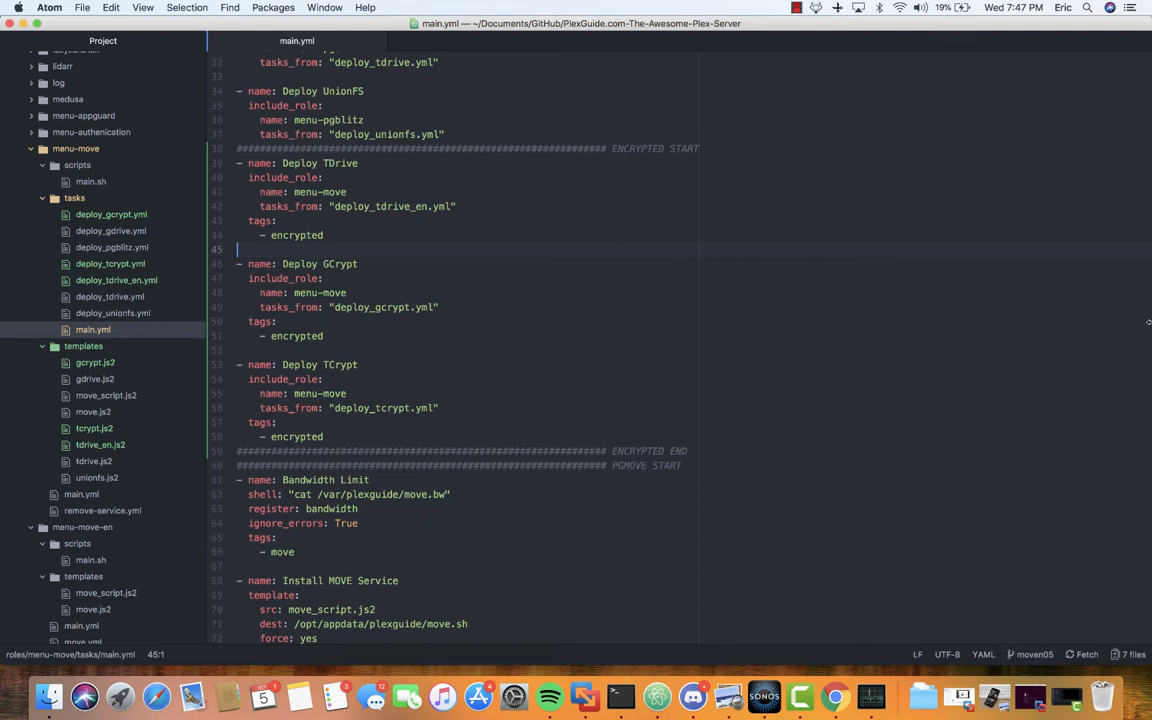 Atom File Edit View Selection Find Packages Window Help 19% Wed 7:47 PM Eric
main.yml — ~/Documents/GitHub/PlexGuide.com-The-Awesome-Plex-Server
Project
main.yml
lidarr
log
medusa
menu-appguard
menu-authenication
menu-move
scripts
main.sh
tasks
deploy_gcrypt.yml
deploy_gdrive.yml
deploy_pgblitz.yml
deploy_tcrypt.yml
deploy_tdrive_en.yml
deploy_tdrive.yml
deploy_unionfs.yml
main.yml
templates
gcrypt.js2
gdrive.js2
move_script.js2
move.js2
tcrypt.js2
tdrive_en.js2
tdrive.js2
unionfs.js2
main.yml
remove-service.yml
menu-move-en
scripts
main.sh
templates
move_script.js2
move.js2
main.yml
move.yml
32 tasks_from: "deploy_tdrive.yml"
33
34 - name: Deploy UnionFS
35 include_role:
36 name: menu-pgblitz
37 tasks_from: "deploy_unionfs.yml"
38 ################################################################ ENCRYPTED START
39 - name: Deploy TDrive
40 include_role:
41 name: menu-move
42 tasks_from: "deploy_tdrive_en.yml"
43 tags:
44 - encrypted
45
46 - name: Deploy GCrypt
47 include_role:
48 name: menu-move
49 tasks_from: "deploy_gcrypt.yml"
50 tags:
51 - encrypted
52
53 - name: Deploy TCrypt
54 include_role:
55 name: menu-move
56 tasks_from: "deploy_tcrypt.yml"
57 tags:
58 - encrypted
59 ################################################################ ENCRYPTED END
60 ################################################################ PGMOVE START
61 - name: Bandwidth Limit
62 shell: "cat /var/plexguide/move.bw"
63 register: bandwidth
64 ignore_errors: True
65 tags:
66 - move
67
68 - name: Install MOVE Service
69 template:
70 src: move_script.js2
71 dest: /opt/appdata/plexguide/move.sh
72 force: yes
roles/menu-move/tasks/main.yml 45:1 LF UTF-8 YAML moven05 Fetch 7 files
SEP 5 3 12 4 SONOS